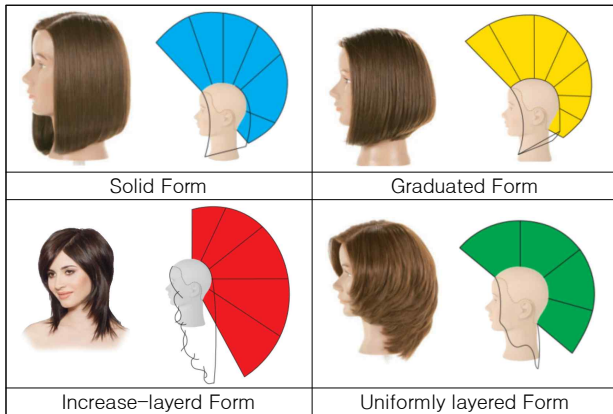 Solid Form
Graduated Form
Increase-layerd Form
Uniformly layered Form